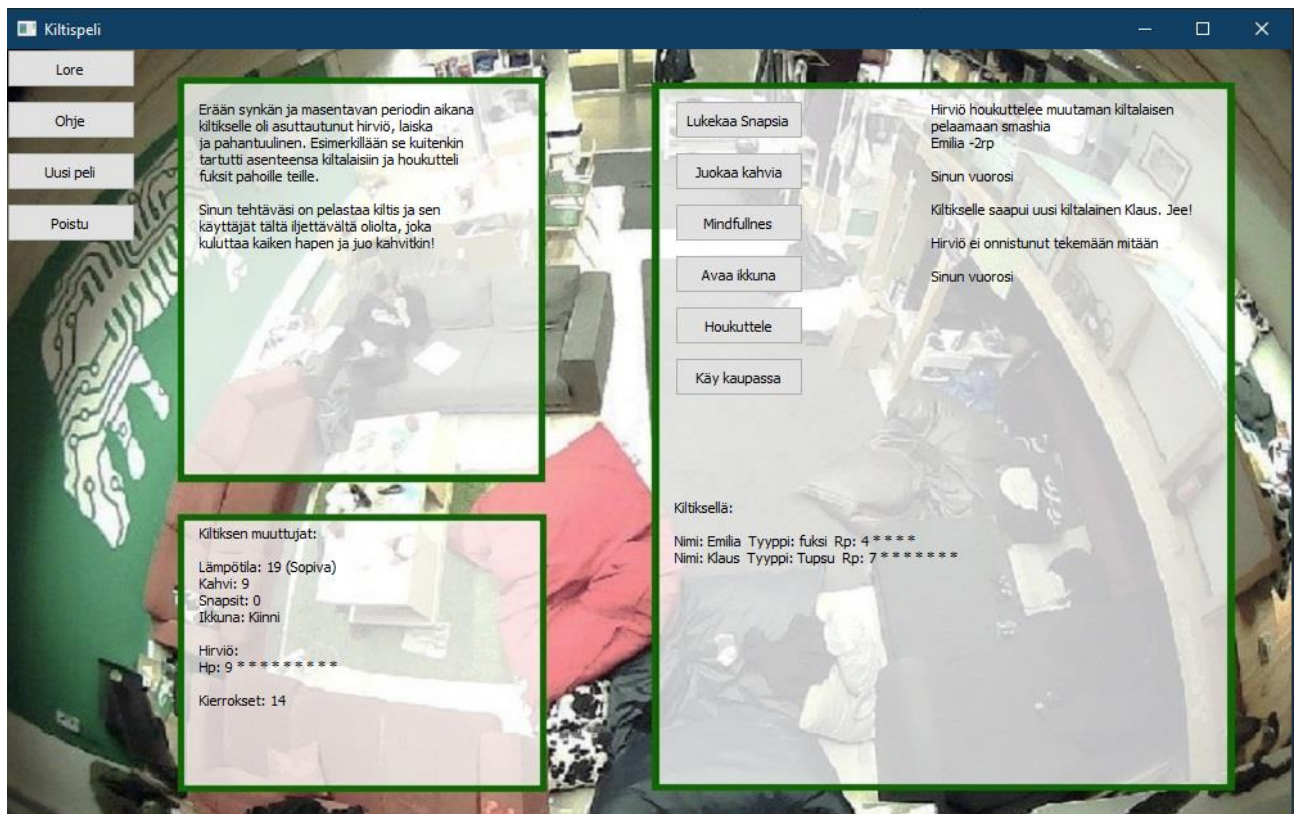 Kiltispeli
Lore
Ohje
Uusi peli
Poistu
Erään synkän ja masentavan periodin aikana
kiltikselle oli asuttautunut hirviö, laiska
ja pahantuulinen. Esimerkillään se kuitenkin
tartutti asenteensa kiltalaisiin ja houkutteli
fuksit pahoille teille.
Sinun tehtäväsi on pelastaa kiltis ja sen
käyttäjät tältä iljettävältä oliolta, joka
kuluttaa kaiken hapen ja juo kahvitkin!
Kiltiksen muuttujat:
Lämpötila: 19 (Sopiva)
Kahvi: 9
Snapsit: 0
Ikkuna: Kiinni
Hirviö:
Hp: 9 * * * * * * * * *
Kierrokset: 14
Lukekaa Snapsia
Juokaa kahvia
Mindfullnes
Avaa ikkuna
Houkuttele
Käy kaupassa
Hirviö houkuttelee muutaman kiltalaisen
pelaamaan smashia
Emilia -2rp
Sinun vuorosi
Kiltikselle saapui uusi kiltalainen Klaus. Jee!
Hirviö ei onnistunut tekemään mitään
Sinun vuorosi
Kiltiksellä:
Nimi: Emilia Tyyppi: fuksi Rp: 4 * * * *
Nimi: Klaus Tyyppi: Tupsu Rp: 7 * * * * * * *